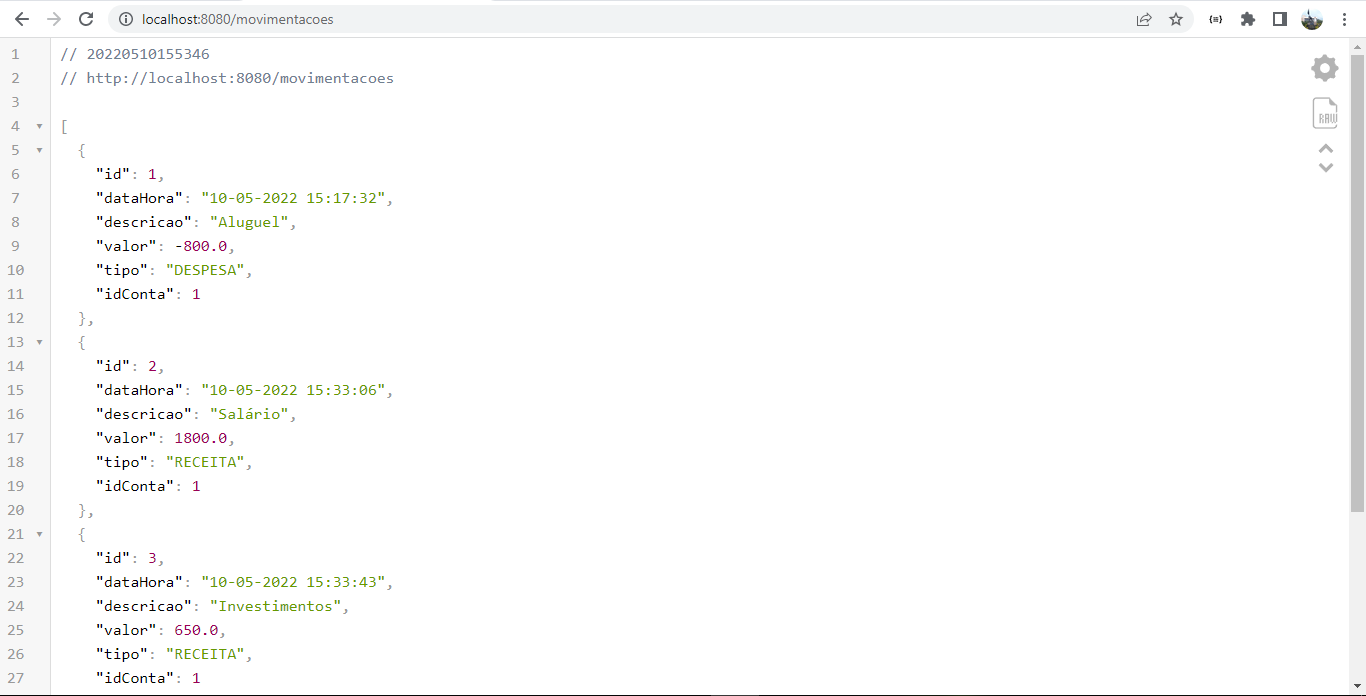 localhost:8080/movimentacoes
1 // 20220510155346
2 // http://localhost:8080/movimentacoes
3
4 [
5 {
6 "id": 1,
7 "dataHora": "10-05-2022 15:17:32",
8 "descricao": "Aluguel",
9 "valor": -800.0,
10 "tipo": "DESPESA",
11 "idConta": 1
12 },
13 {
14 "id": 2,
15 "dataHora": "10-05-2022 15:33:06",
16 "descricao": "Salário",
17 "valor": 1800.0,
18 "tipo": "RECEITA",
19 "idConta": 1
20 },
21 {
22 "id": 3,
23 "dataHora": "10-05-2022 15:33:43",
24 "descricao": "Investimentos",
25 "valor": 650.0,
26 "tipo": "RECEITA",
27 "idConta": 1
RAW